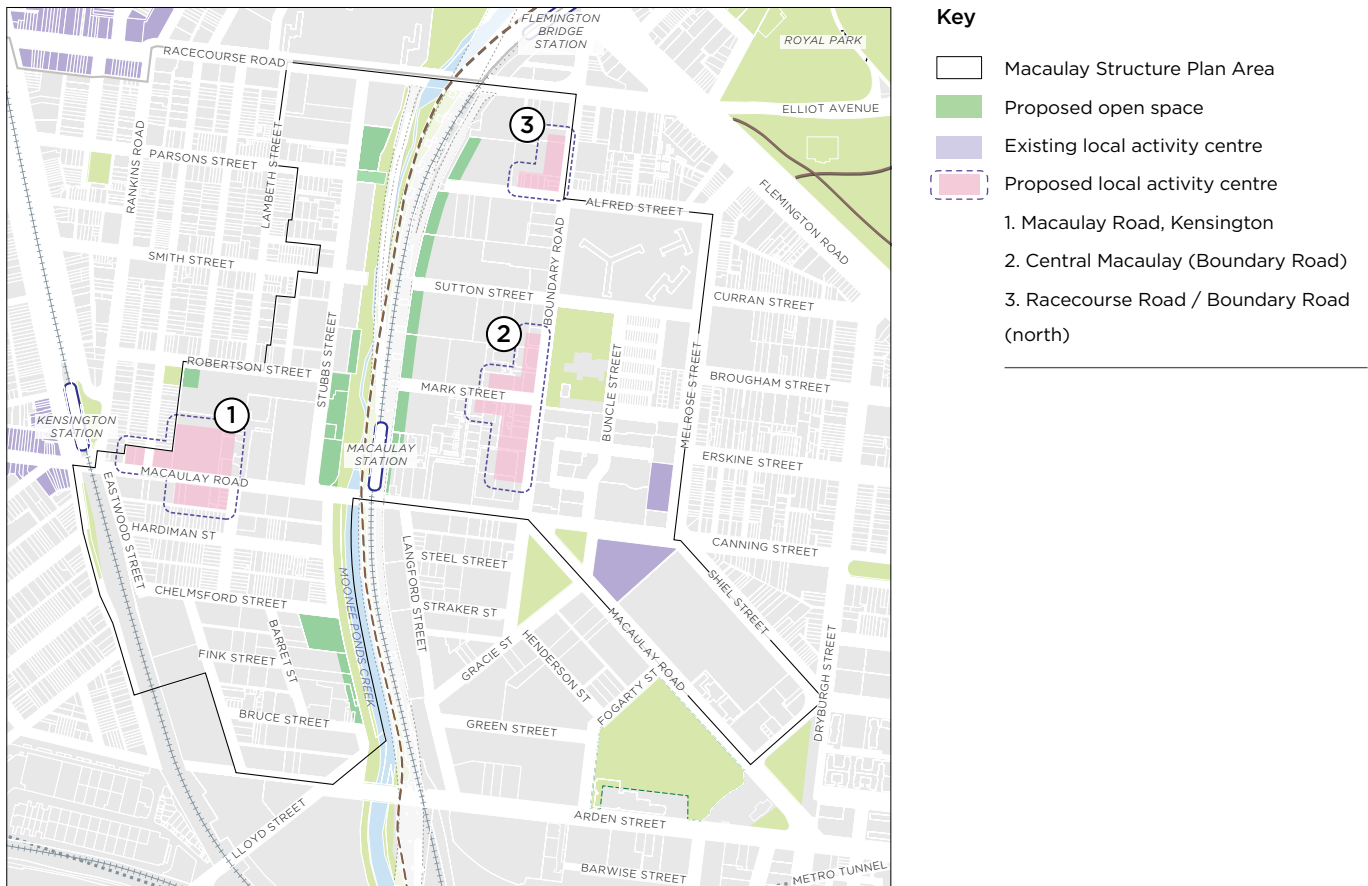 FLEMINGTON
BRIDGE
STATION
ROYAL PARK
RACECOURSE ROAD
ELLIOT AVENUE
3
RANKINS ROAD
PARSONS STREET
LAMBETH STREET
FLEMINGTON ROAD
ALFRED STREET
BOUNDARY ROAD
SMITH STREET
SUTTON STREET
CURRAN STREET
2
STUBBS STREET
ROBERTSON STREET
MARK STREET
BUNCLE STREET
MELROSE STREET
BROUGHAM STREET
1
KENSINGTON
STATION
MACAULAY
STATION
ERSKINE STREET
MACAULAY ROAD
EASTWOOD STREET
HARDIMAN ST
LANGFORD STREET
STEEL STREET
CANNING STREET
SHIEL STREET
MOONEE PONDS CREEK
CHELMSFORD STREET
STRAKER ST
BARRET ST
GRACIE ST
HENDERSON ST
MACAULAY ROAD
FINK STREET
FOGARTY ST
DRYBURGH STREET
BRUCE STREET
GREEN STREET
LLOYD STREET
ARDEN STREET
BARWISE STREET
METRO TUNNEL
Key
Macaulay Structure Plan Area
Proposed open space
Existing local activity centre
Proposed local activity centre
1. Macaulay Road, Kensington
2. Central Macaulay (Boundary Road)
3. Racecourse Road / Boundary Road
(north)